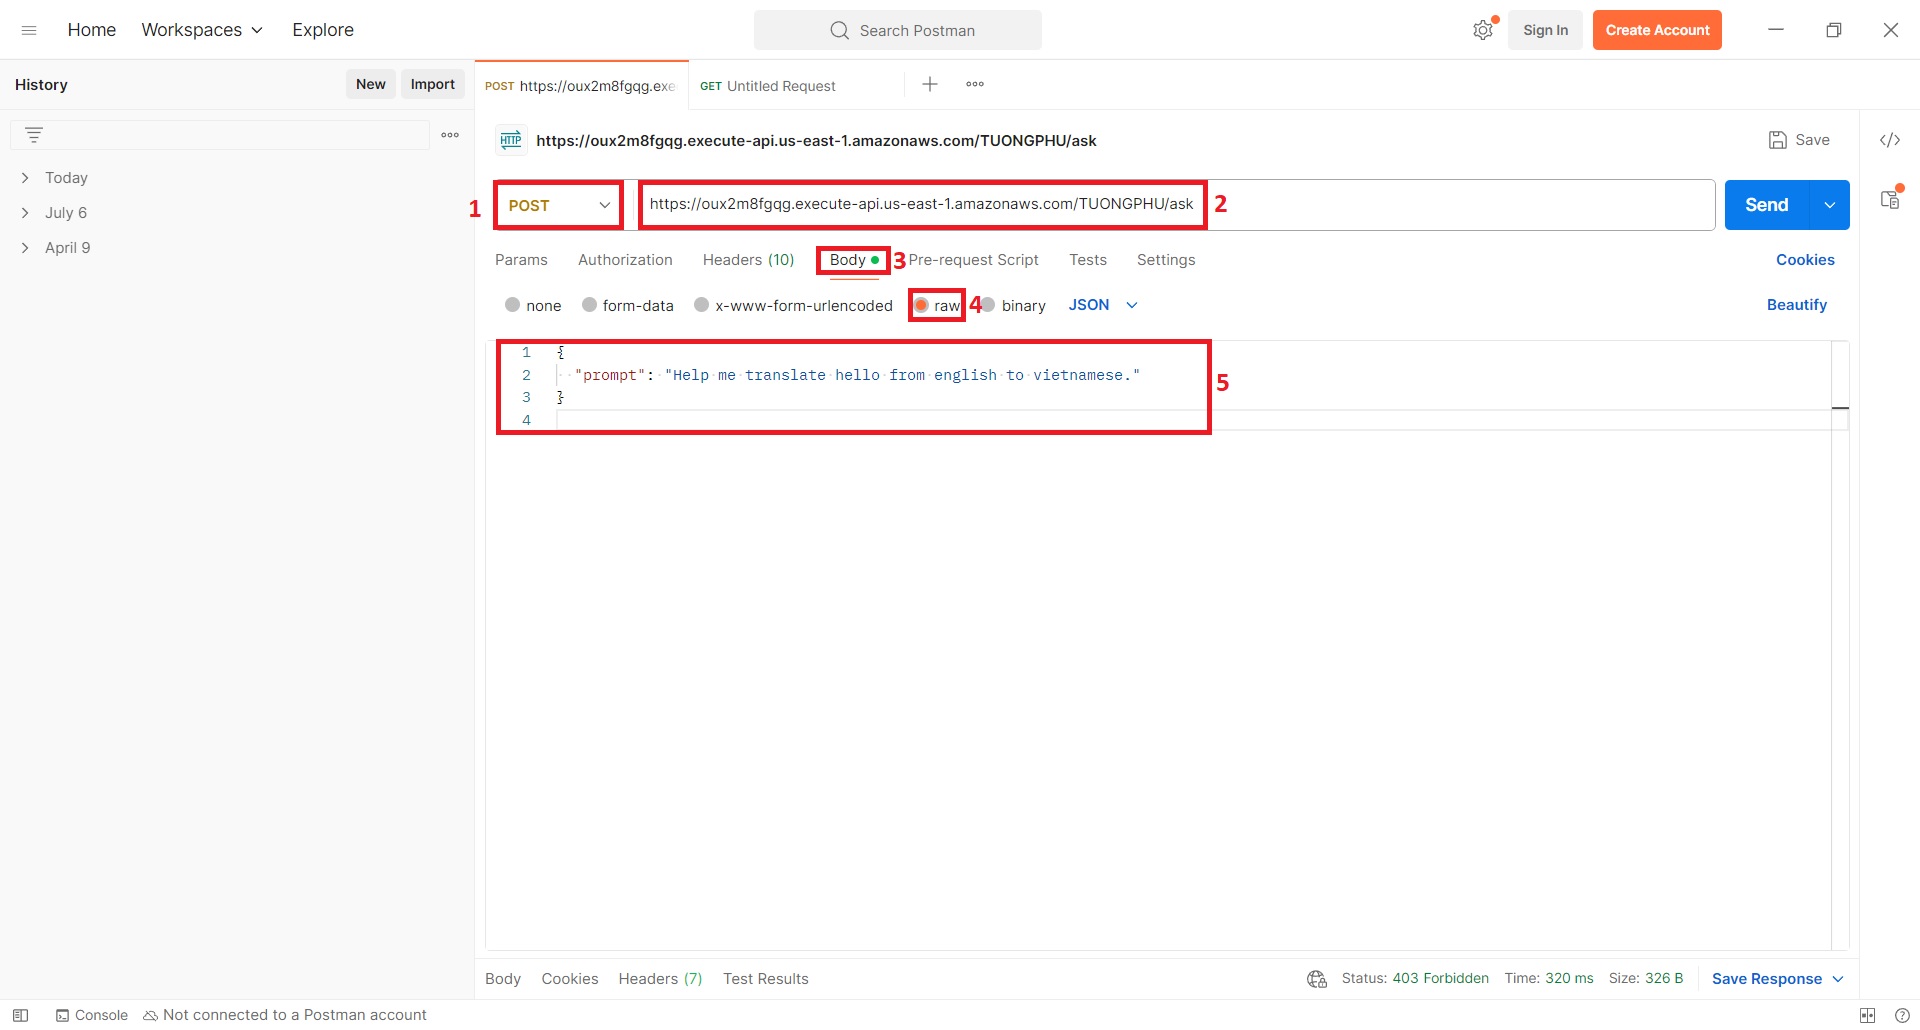 Home Workspaces Explore Search Postman Sign In Create Account
History New Import
POST https://oux2m8fgqg.exe GET Untitled Request
Today
July 6
April 9
HTTP https://oux2m8fgqg.execute-api.us-east-1.amazonaws.com/TUONGPHU/ask Save
1 POST https://oux2m8fgqg.execute-api.us-east-1.amazonaws.com/TUONGPHU/ask 2 Send
Params Authorization Headers (10) Body 3 Pre-request Script Tests Settings Cookies
none form-data x-www-form-urlencoded raw 4 binary JSON Beautify
1 {
2 "prompt": "Help me translate hello from english to vietnamese."
5
3 }
4
Body Cookies Headers (7) Test Results Status: 403 Forbidden Time: 320 ms Size: 326 B Save Response
Console Not connected to a Postman account